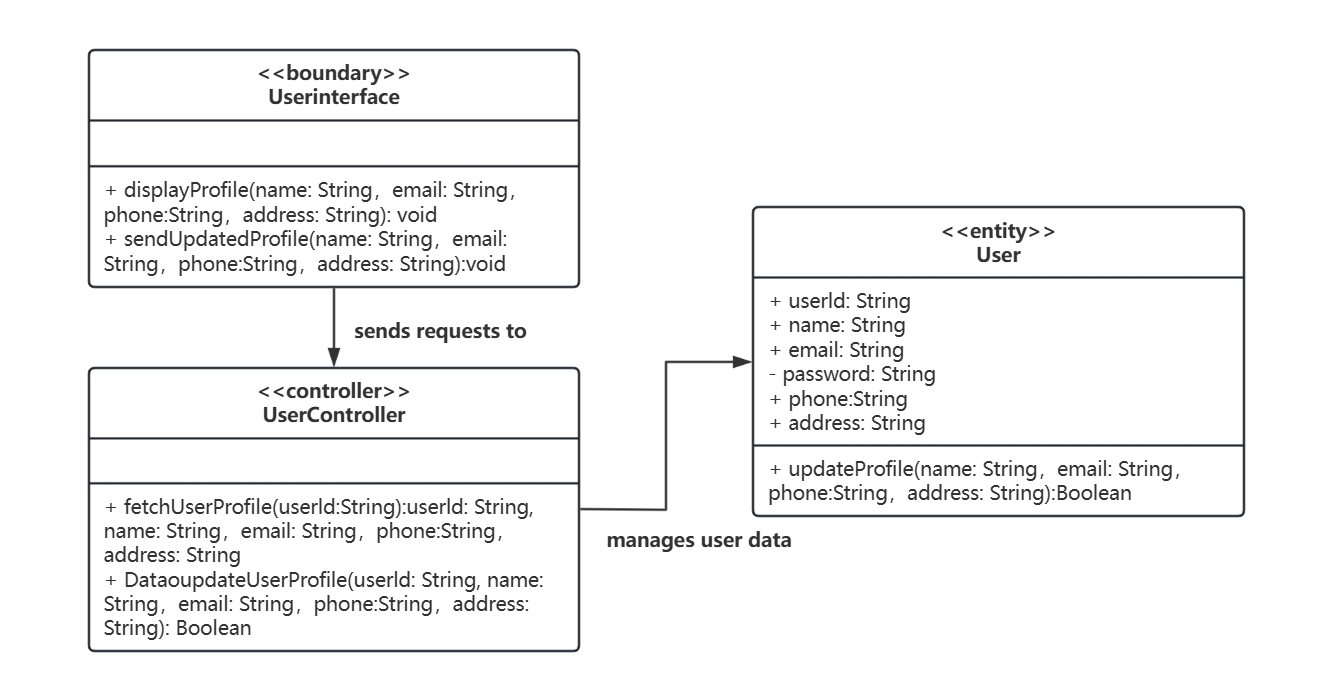 <<boundary>>
Userinterface
+ displayProfile(name: String，email: String，
phone:String，address: String): void
+ sendUpdatedProfile(name: String，email:
String，phone:String，address: String):void
sends requests to
<<controller>>
UserController
+ fetchUserProfile(userId:String):userId: String,
name: String，email: String，phone:String，
address: String
+ DataoupdateUserProfile(userId: String, name:
String，email: String，phone:String，address:
String): Boolean
manages user data
<<entity>>
User
+ userId: String
+ name: String
+ email: String
- password: String
+ phone:String
+ address: String
+ updateProfile(name: String，email: String，
phone:String，address: String):Boolean